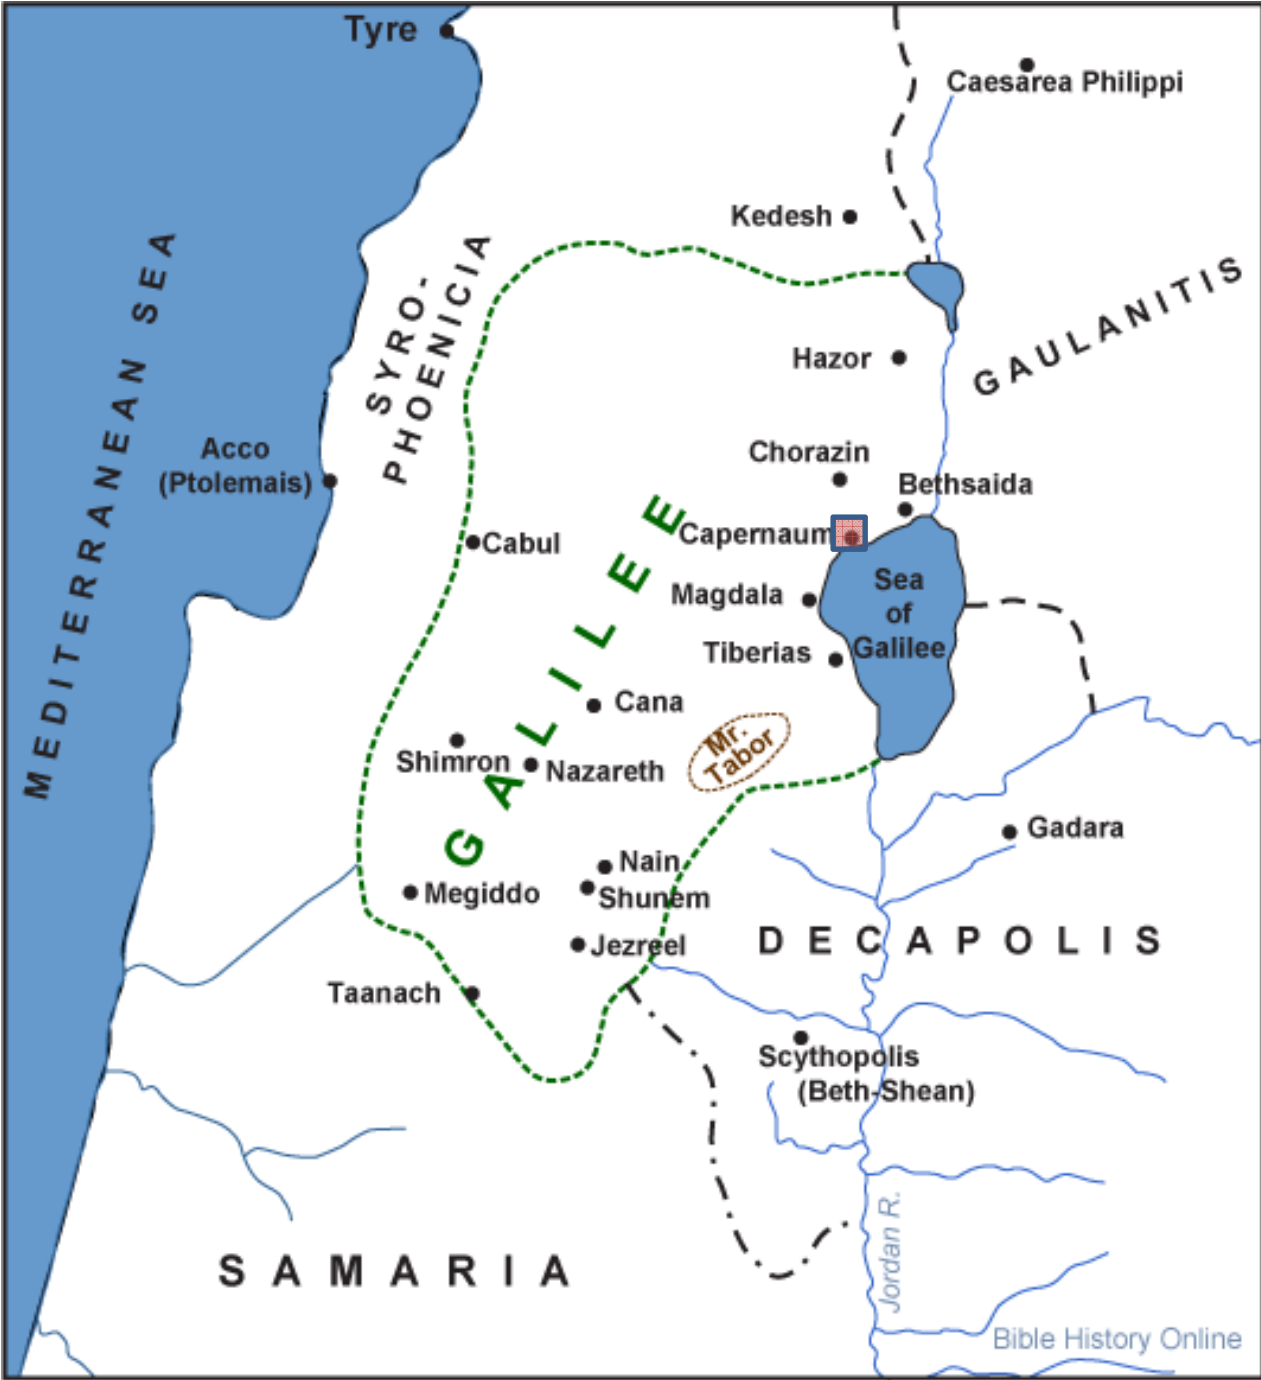 Tyre
Caesarea Philippi
Kedesh
MEDITERRANEAN SEA
SYRO-
PHOENICIA
GAULANITIS
Hazor
Acco
(Ptolemais)
Chorazin
Bethsaida
Capernaum
Cabul
GALILEE
Sea
of
Galilee
Magdala
Tiberias
Cana
Mr.
Tabor
Shimron
Nazareth
Gadara
Nain
Shunem
Megiddo
Jezreel
DECAPOLIS
Taanach
Scythopolis
(Beth-Shean)
Jordan R.
SAMARIA
Bible History Online